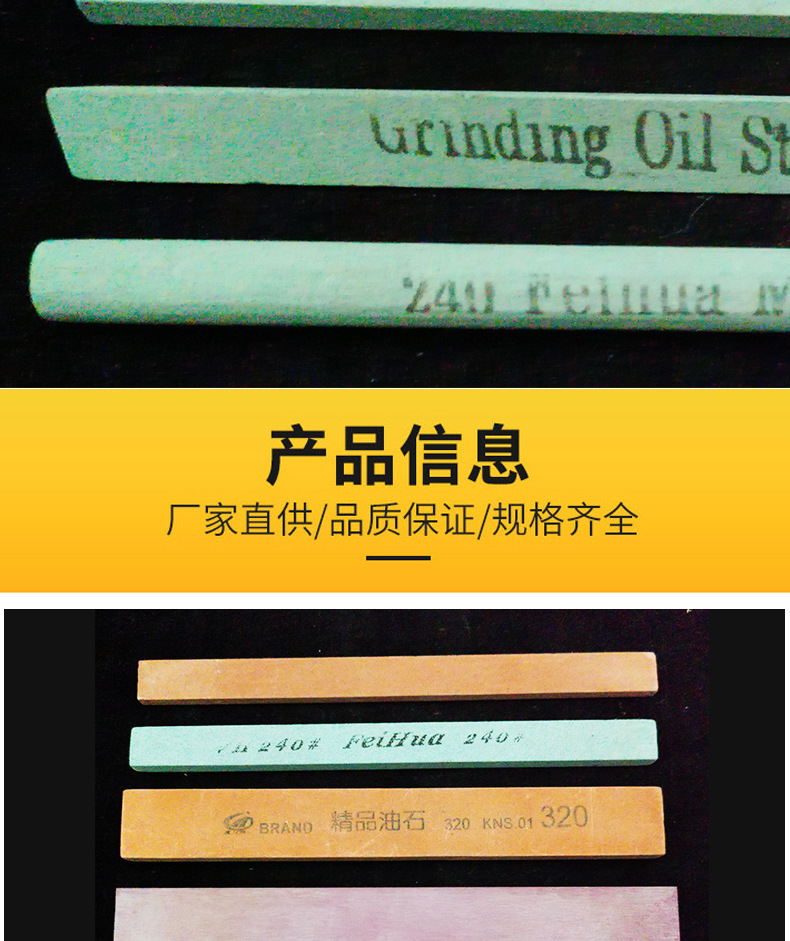 Grinding Oil St
240 Feihua M
产品信息
厂家直供/品质保证/规格齐全
240# FeiHua 240#
BRAND 精品油石 320 KNS.01 320